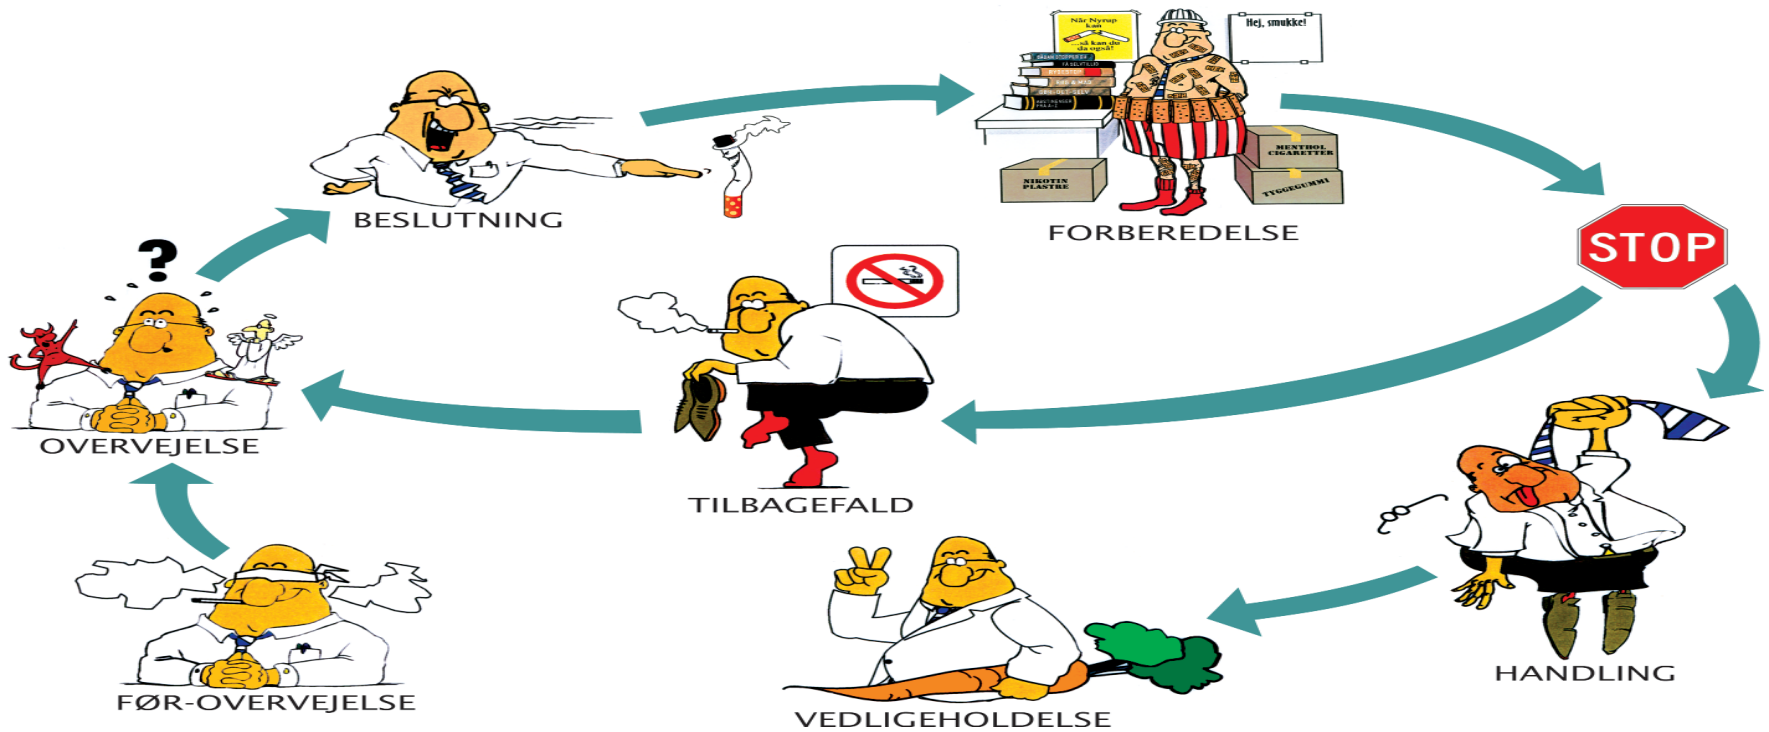 Når Nyrup
kan
...så kan du
da også!
Hej, smukke!
RYGESTOP
NIKOTIN
PLASTRE
MENTHOL
CIGARETTER
TYGGEGUMMI
BESLUTNING
FORBEREDELSE
STOP
?
OVERVEJELSE
TILBAGEFALD
FØR-OVERVEJELSE
VEDLIGEHOLDELSE
HANDLING